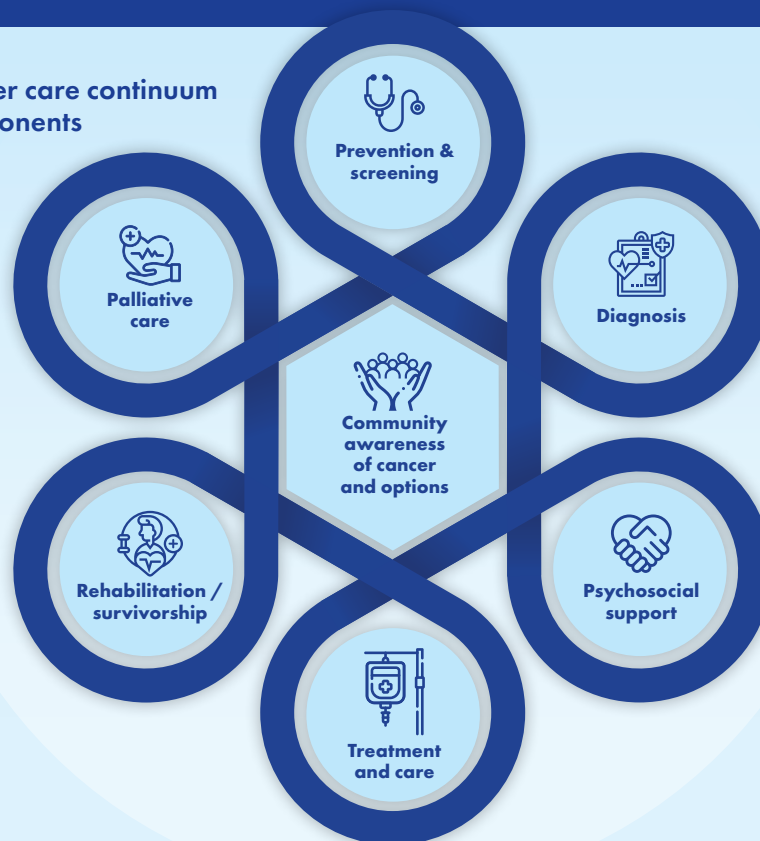 er care continuum
onents
Prevention &
screening
Palliative
care
Diagnosis
Community
awareness
of cancer
and options
Rehabilitation /
survivorship
Psychosocial
support
Treatment
and care